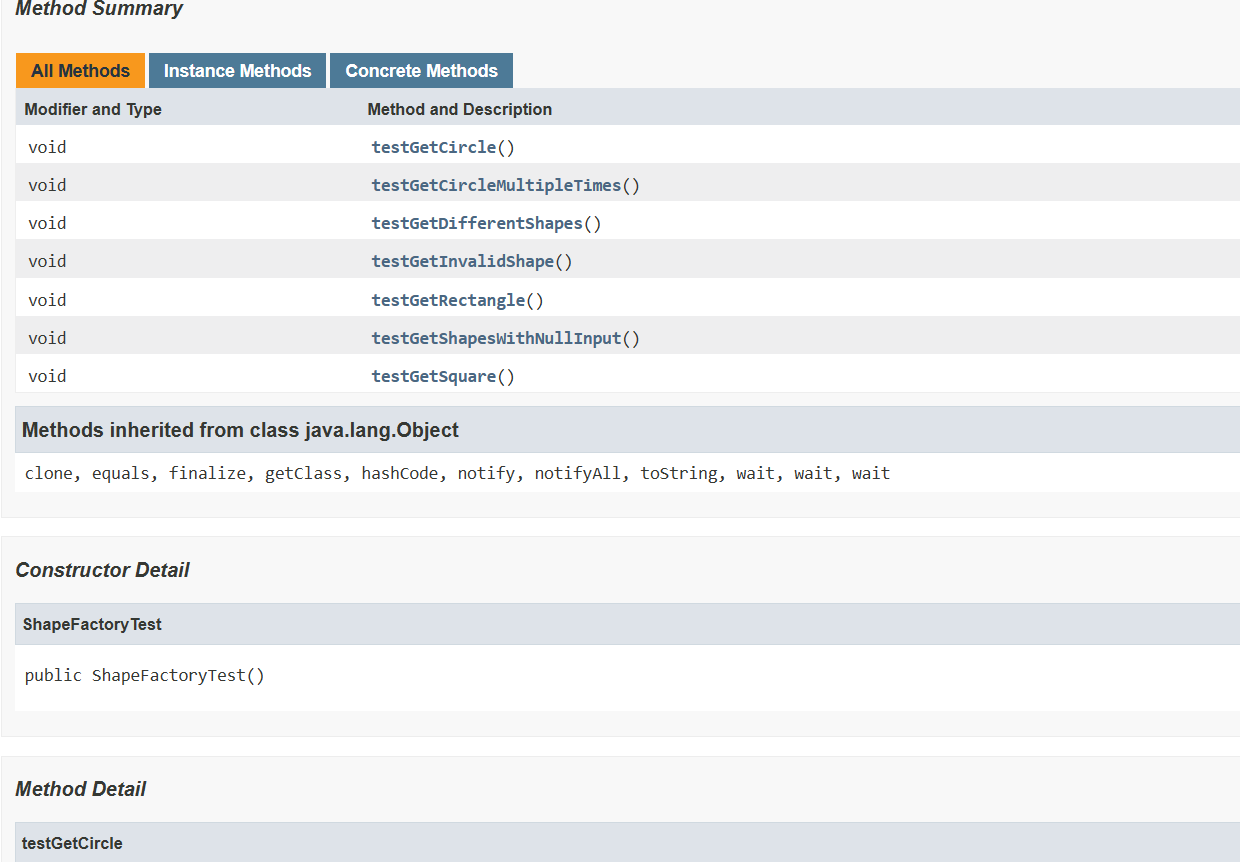 Method Summary
All Methods Instance Methods Concrete Methods
Modifier and Type Method and Description
void testGetCircle()
void testGetCircleMultipleTimes()
void testGetDifferentShapes()
void testGetInvalidShape()
void testGetRectangle()
void testGetShapesWithNullInput()
void testGetSquare()
Methods inherited from class java.lang.Object
clone, equals, finalize, getClass, hashCode, notify, notifyAll, toString, wait, wait, wait
Constructor Detail
ShapeFactoryTest
public ShapeFactoryTest()
Method Detail
testGetCircle